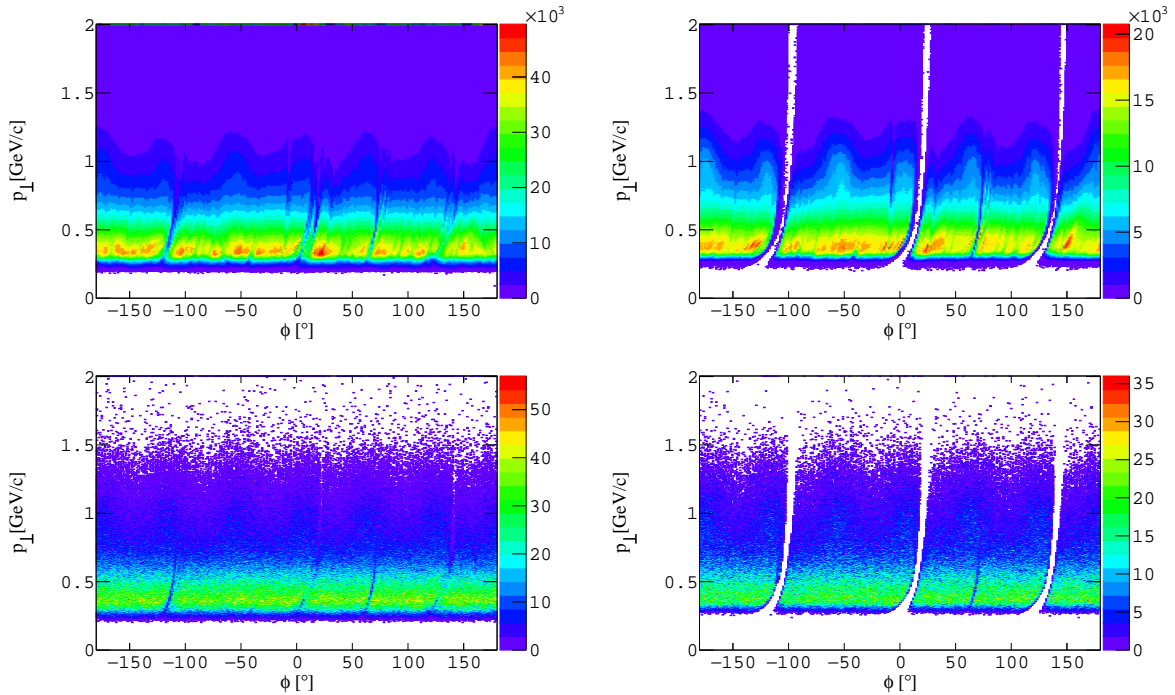 ×10³ ×10³
2 40 2 20
1.5 30 1.5 15
p⊥[GeV/c] 1 20 p⊥[GeV/c] 1 10
0.5 10 0.5 5
0 0 0 0
−150 −100 −50 0 50 100 150 −150 −100 −50 0 50 100 150
ϕ [°] ϕ [°]
2 50 2 35
40 30
1.5 1.5 25
p⊥[GeV/c] 1 30 p⊥[GeV/c] 1 20
20 15
0.5 10 0.5 10
5
0 0 0 0
−150 −100 −50 0 50 100 150 −150 −100 −50 0 50 100 150
ϕ [°] ϕ [°]